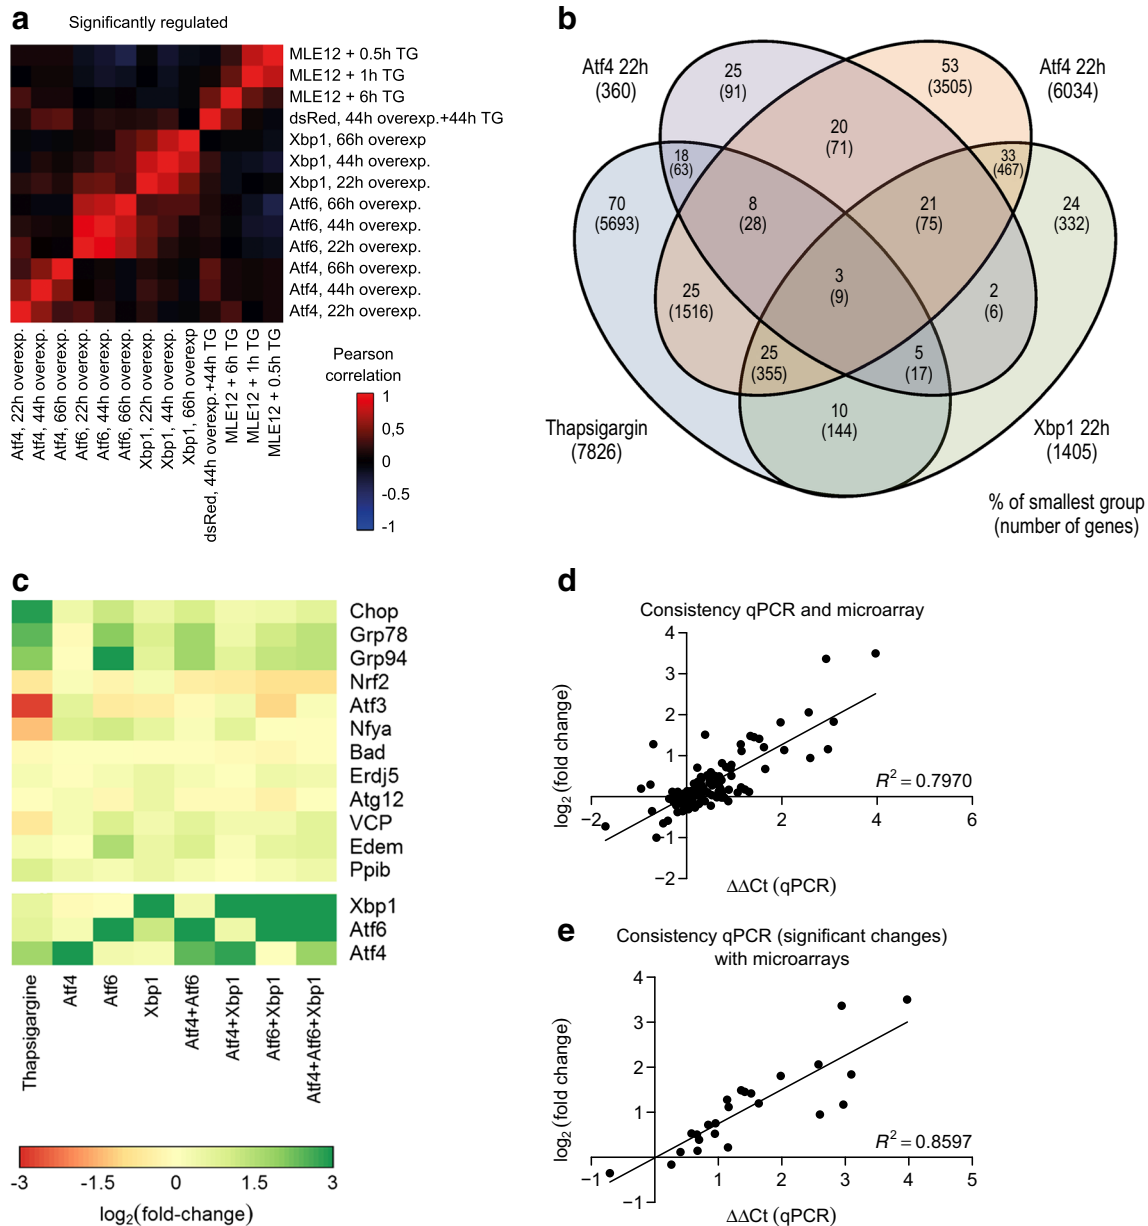 a
Significantly regulated
MLE12 + 0.5h TG
MLE12 + 1h TG
MLE12 + 6h TG
dsRed, 44h overexp.+44h TG
Xbp1, 66h overexp
Xbp1, 44h overexp.
Xbp1, 22h overexp.
Atf6, 66h overexp.
Atf6, 44h overexp.
Atf6, 22h overexp.
Atf4, 66h overexp.
Atf4, 44h overexp.
Atf4, 22h overexp.
Atf4, 22h overexp.
Atf4, 44h overexp.
Atf4, 66h overexp.
Atf6, 22h overexp.
Atf6, 44h overexp.
Atf6, 66h overexp.
Xbp1, 22h overexp.
Xbp1, 44h overexp.
Xbp1, 66h overexp
dsRed, 44h overexp.+44h TG
MLE12 + 6h TG
MLE12 + 1h TG
MLE12 + 0.5h TG
Pearson
correlation
1
0,5
0
-0.5
-1
b
Atf4 22h
(360)
Atf4 22h
(6034)
Thapsigargin
(7826)
Xbp1 22h
(1405)
25
(91)
53
(3505)
20
(71)
18
(63)
33
(467)
70
(5693)
8
(28)
21
(75)
24
(332)
3
(9)
25
(1516)
2
(6)
25
(355)
5
(17)
10
(144)
% of smallest group
(number of genes)
c
Chop
Grp78
Grp94
Nrf2
Atf3
Nfya
Bad
Erdj5
Atg12
VCP
Edem
Ppib
Xbp1
Atf6
Atf4
Thapsigargine
Atf4
Atf6
Xbp1
Atf4+Atf6
Atf4+Xbp1
Atf6+Xbp1
Atf4+Atf6+Xbp1
-3 -1.5 0 1.5 3
log2(fold-change)
d
Consistency qPCR and microarray
4
3
2
1
−1
−2
−2 2 4 6
log2(fold change)
R² = 0.7970
ΔΔCt (qPCR)
e
Consistency qPCR (significant changes)
with microarrays
4
3
2
1
−1
−1 1 2 3 4 5
log2(fold change)
R² = 0.8597
ΔΔCt (qPCR)